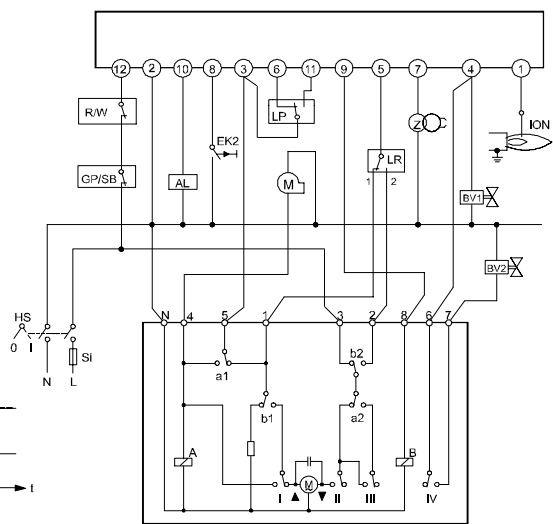 12 2 10 8 3 6 11 9 5 7 4 1
R/W
LP
Z
ION
EK2
GP/SB
AL
M
LR
1 2
BV1
BV2
HS
0 I
Si
N L
N 4 5 1 3 2 8 6 7
a1
b2
b1
a2
A
B
I M II III IV
t